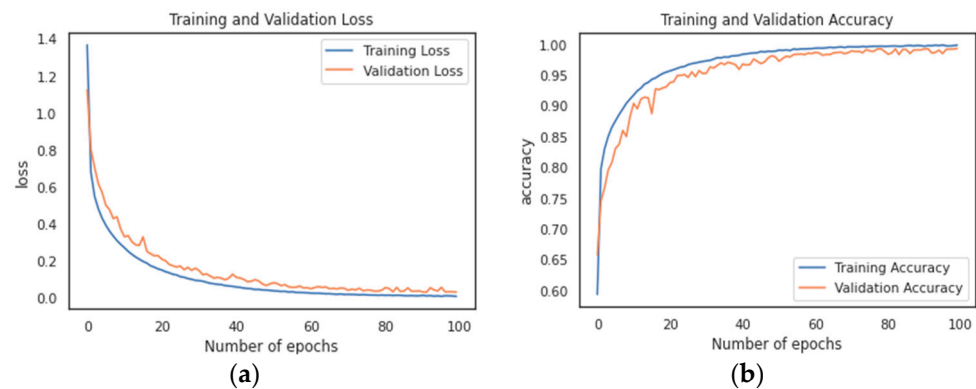 Training and Validation Loss
1.4
1.2
1.0
0.8
0.6
0.4
0.2
0.0
loss
Training Loss
Validation Loss
0
20
40
60
80
100
Number of epochs
(a)
Training and Validation Accuracy
1.00
0.95
0.90
0.85
0.80
0.75
0.70
0.65
0.60
accuracy
Training Accuracy
Validation Accuracy
0
20
40
60
80
100
Number of epochs
(b)